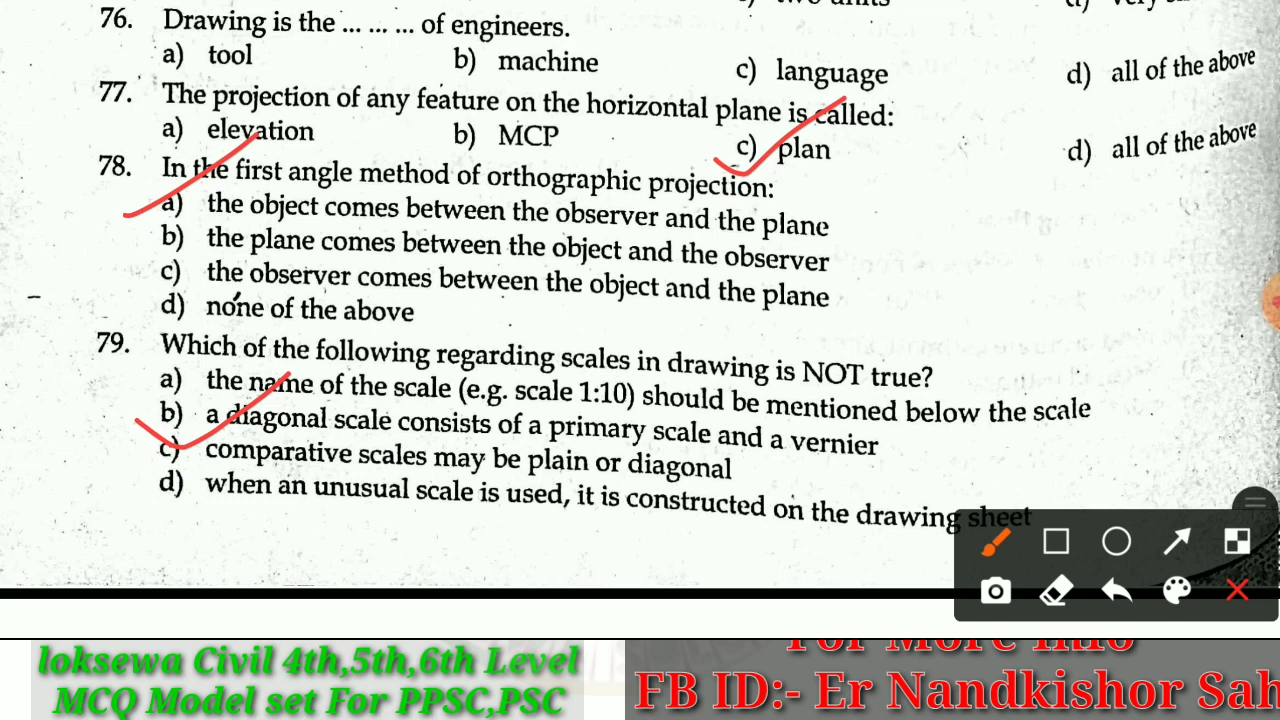 two units
76. Drawing is the ... ... ... of engineers.
a) tool b) machine c) language d) all of the above
77. The projection of any feature on the horizontal plane is called:
a) elevation b) MCP c) plan d) all of the above
78. In the first angle method of orthographic projection:
a) the object comes between the observer and the plane
b) the plane comes between the object and the observer
c) the observer comes between the object and the plane
d) none of the above
79. Which of the following regarding scales in drawing is NOT true?
a) the name of the scale (e.g. scale 1:10) should be mentioned below the scale
b) a diagonal scale consists of a primary scale and a vernier
c) comparative scales may be plain or diagonal
d) when an unusual scale is used, it is constructed on the drawing sheet
loksewa Civil 4th,5th,6th Level
MCQ Model set For PPSC,PSC
For More Info
FB ID:- Er Nandkishor Sah